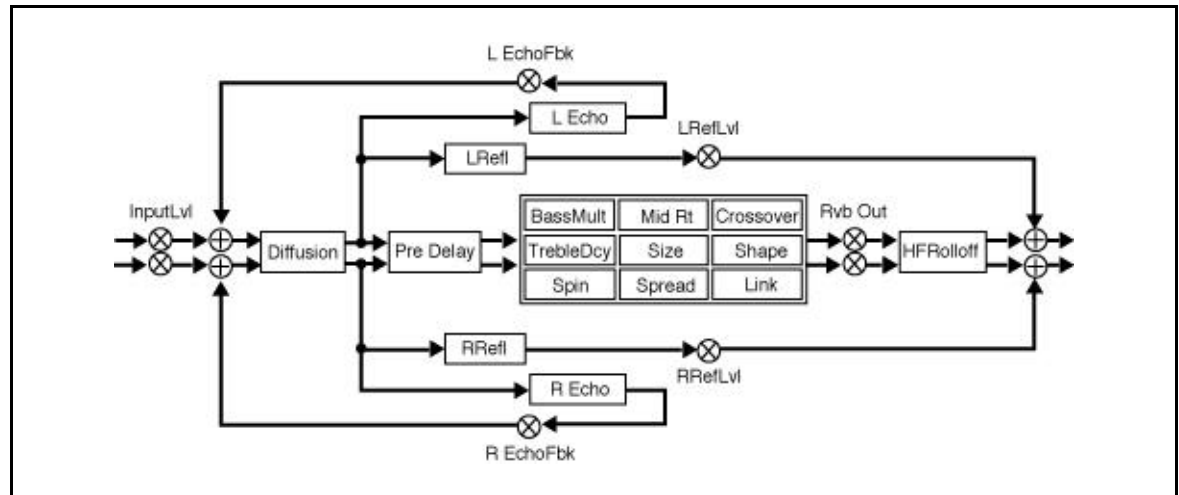 L EchoFbk
L Echo
LRefLvl
LRefl
InputLvl
BassMult Mid Rt Crossover
Rvb Out
Diffusion
Pre Delay
TrebleDcy Size Shape
HFRolloff
Spin Spread Link
RRefl
RRefLvl
R Echo
R EchoFbk